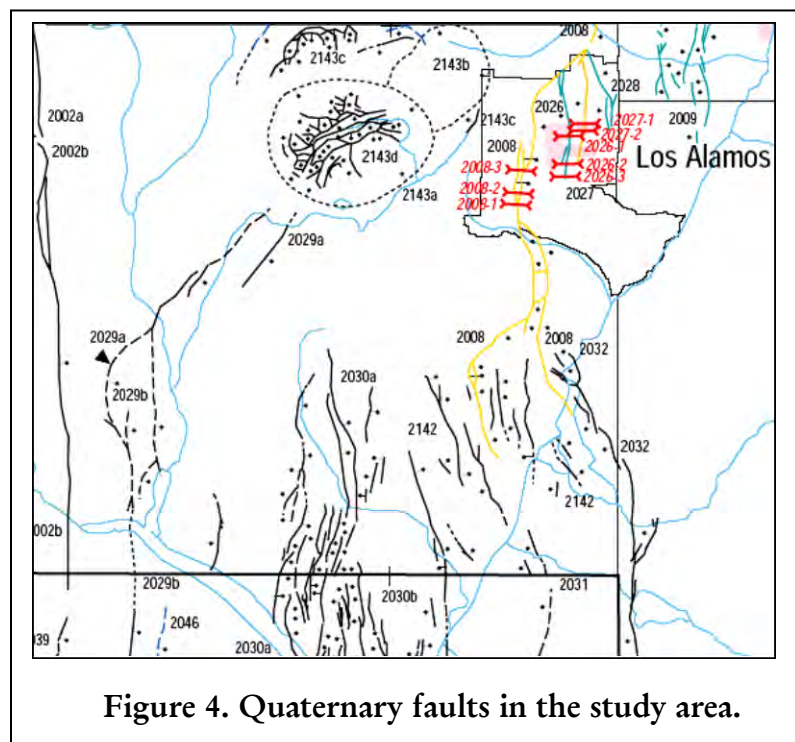 2008
2143c
2143b
2028
2002a
2143c
2026
2027-1
2009
2027-2
2002b
2008
2026-1
2143d
Los Alamos
2008-3
2026-2
2026-3
2143a
2008-2
2027
2008-1
2029a
2029a
2008
2008
2032
2030a
2029b
2142
2032
2142
002b
2029b
2031
2030b
2046
039
2030a
Figure 4. Quaternary faults in the study area.